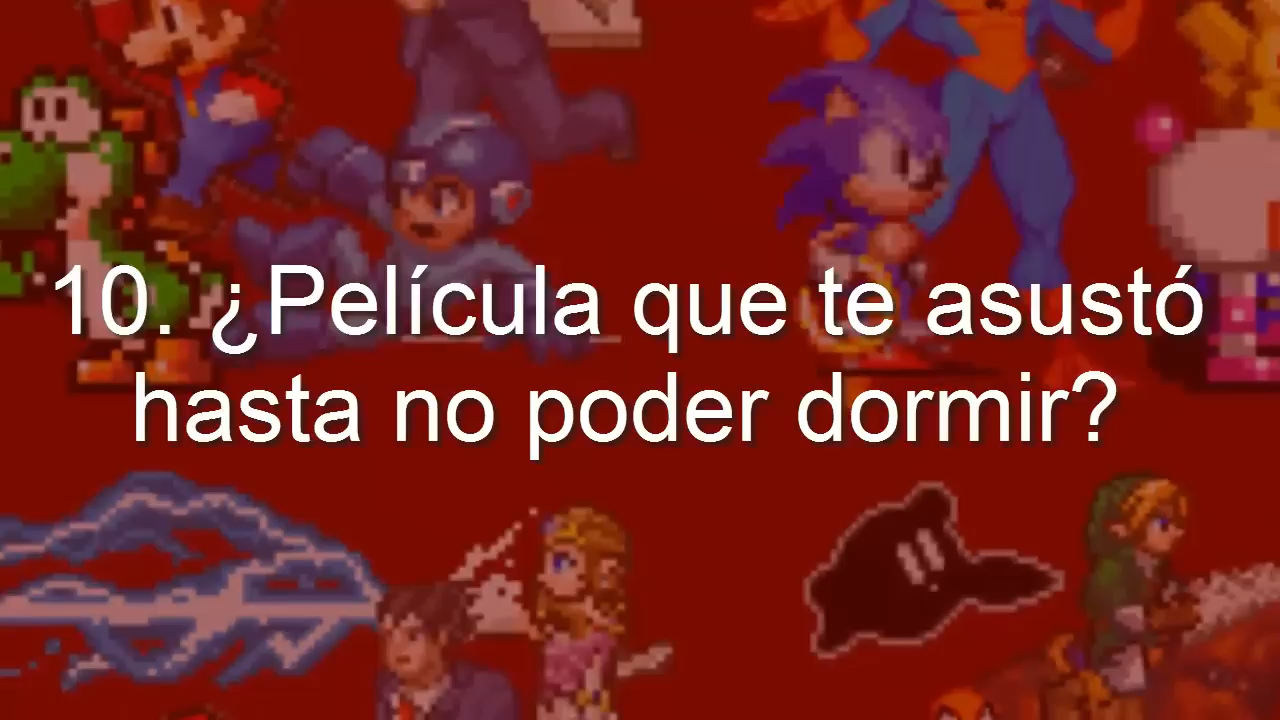 10. ¿Película que te asustó
hasta no poder dormir?